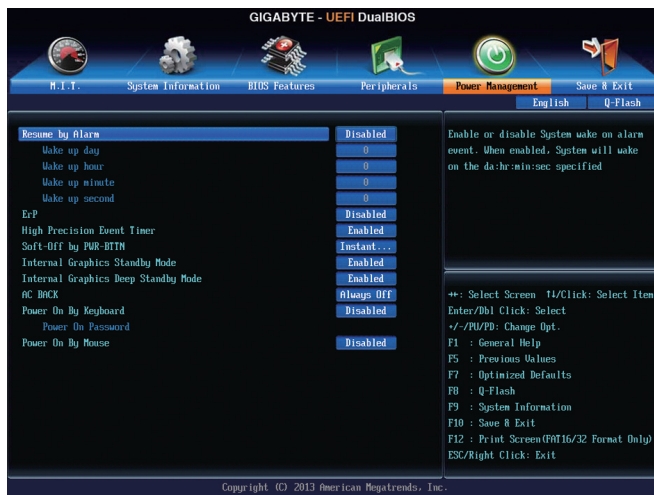 GIGABYTE - UEFI DualBIOS
M.I.T.
System Information
BIOS Features
Peripherals
Power Management
Save & Exit
English
Q-Flash
Resume by Alarm Disabled
Wake up day 0
Wake up hour 0
Wake up minute 0
Wake up second 0
ErP Disabled
High Precision Event Timer Enabled
Soft-Off by PWR-BTTN Instant...
Internal Graphics Standby Mode Enabled
Internal Graphics Deep Standby Mode Enabled
AC BACK Always Off
Power On By Keyboard Disabled
Power On Password
Power On By Mouse Disabled
Enable or disable System wake on alarm
event. When enabled, System will wake
on the da:hr:min:sec specified
↔: Select Screen ↑↓/Click: Select Item
Enter/Dbl Click: Select
+/-/PU/PD: Change Opt.
F1 : General Help
F5 : Previous Values
F7 : Optimized Defaults
F8 : Q-Flash
F9 : System Information
F10 : Save & Exit
F12 : Print Screen(FAT16/32 Format Only)
ESC/Right Click: Exit
Copyright (C) 2013 American Megatrends, Inc.